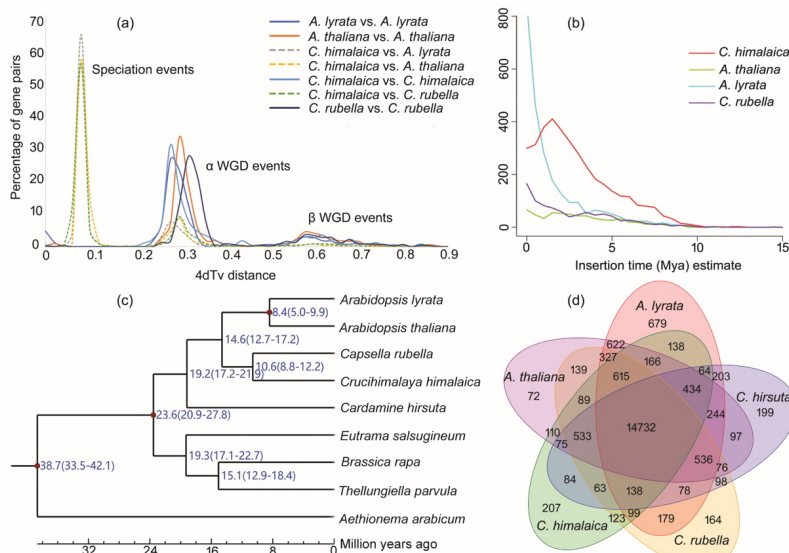 (a)
A. lyrata vs. A. lyrata
A. thaliana vs. A. thaliana
C. himalaica vs. A. lyrata
C. himalaica vs. A. thaliana
C. himalaica vs. C. himalaica
C. himalaica vs. C. rubella
C. rubella vs. C. rubella
Speciation events
α WGD events
β WGD events
Percentage of gene pairs
70
60
50
40
30
20
10
0
0 0.1 0.2 0.3 0.4 0.5 0.6 0.7 0.8 0.9
4dTv distance
(b)
C. himalaica
A. thaliana
A. lyrata
C. rubella
800
600
400
200
0
0 5 10 15
Insertion time (Mya) estimate
(c)
Arabidopsis lyrata
8.4(5.0-9.9)
Arabidopsis thaliana
14.6(12.7-17.2)
Capsella rubella
10.6(8.8-12.2)
19.2(17.2-21.9)
Crucihimalaya himalaica
Cardamine hirsuta
23.6(20.9-27.8)
Eutrama salsugineum
19.3(17.1-22.7)
Brassica rapa
15.1(12.9-18.4)
38.7(33.5-42.1)
Thellungiella parvula
Aethionema arabicum
32 24 16 8 0 Million years ago
(d)
A. lyrata
679
622
138
327
166
A. thaliana
139
615
64
203
72
89
434
C. hirsuta
244
199
14732
110
533
97
75
536
76
84
63
138
78
98
207
C. himalaica
99
123
179
164
C. rubella